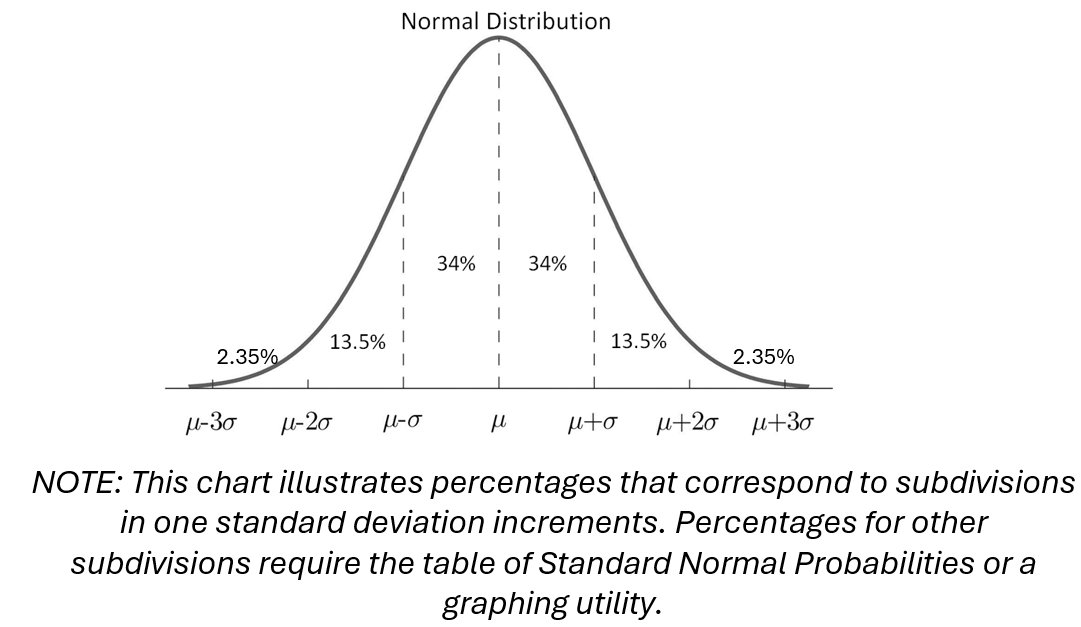 Normal Distribution
34% 34%
13.5% 13.5%
2.35% 2.35%
μ-3σ μ-2σ μ-σ μ μ+σ μ+2σ μ+3σ
NOTE: This chart illustrates percentages that correspond to subdivisions
in one standard deviation increments. Percentages for other
subdivisions require the table of Standard Normal Probabilities or a
graphing utility.